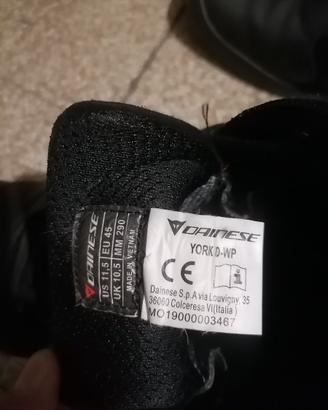 DAINESE
US 11,5 EU 45
UK 10,5 MM 290
MADE IN VIETNAM
DAINESE
YORK D-WP
CE
Dainese S.p.A via Louvigny, 35
36060 Colceresa VI(Italia)
MO19000003467